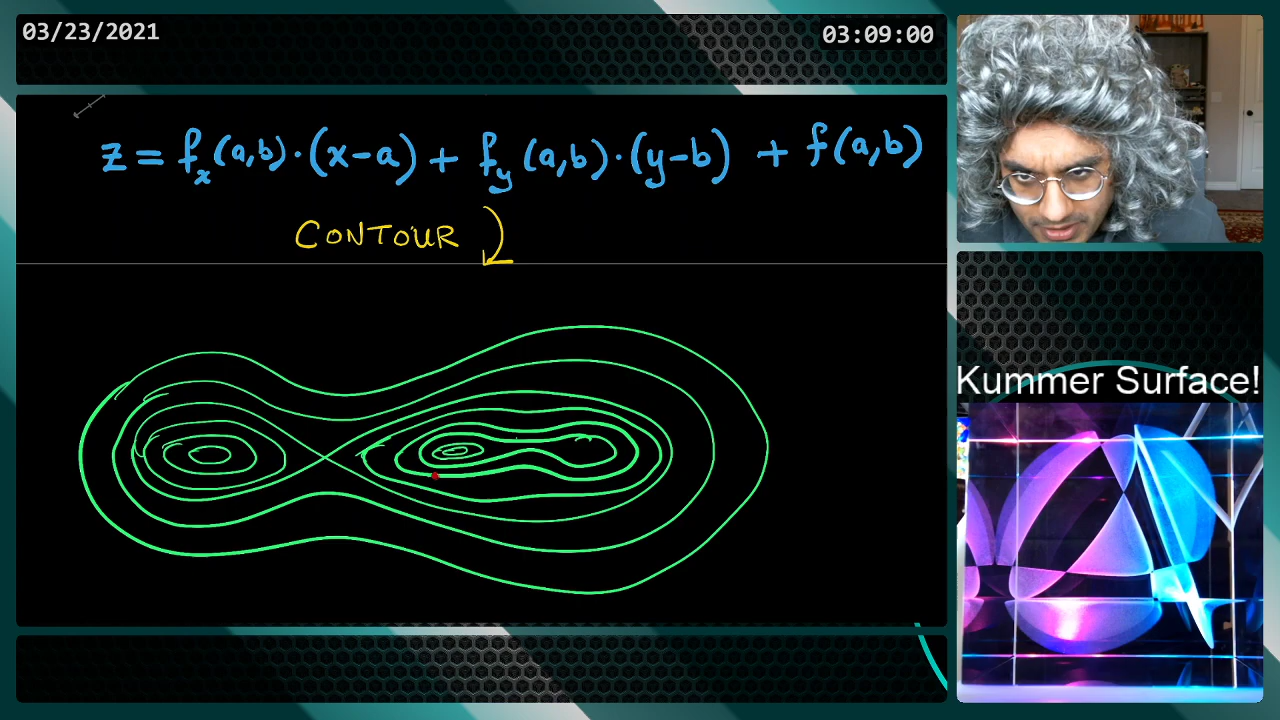 03/23/2021
03:09:00
z = f_x (a,b)·(x-a) + f_y (a,b)·(y-b) + f(a,b)
CONTOUR
Kummer Surface!